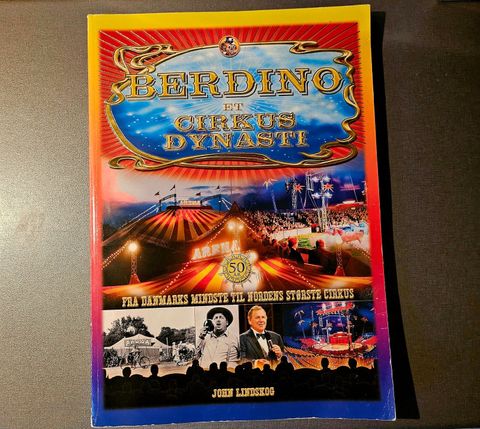 BERDINO
ET
CIRKUS
DYNASTI
ARENA
50
FRA DANMARKS MINDSTE TIL NORDENS STØRSTE CIRKUS
JOHN LINDSKOG